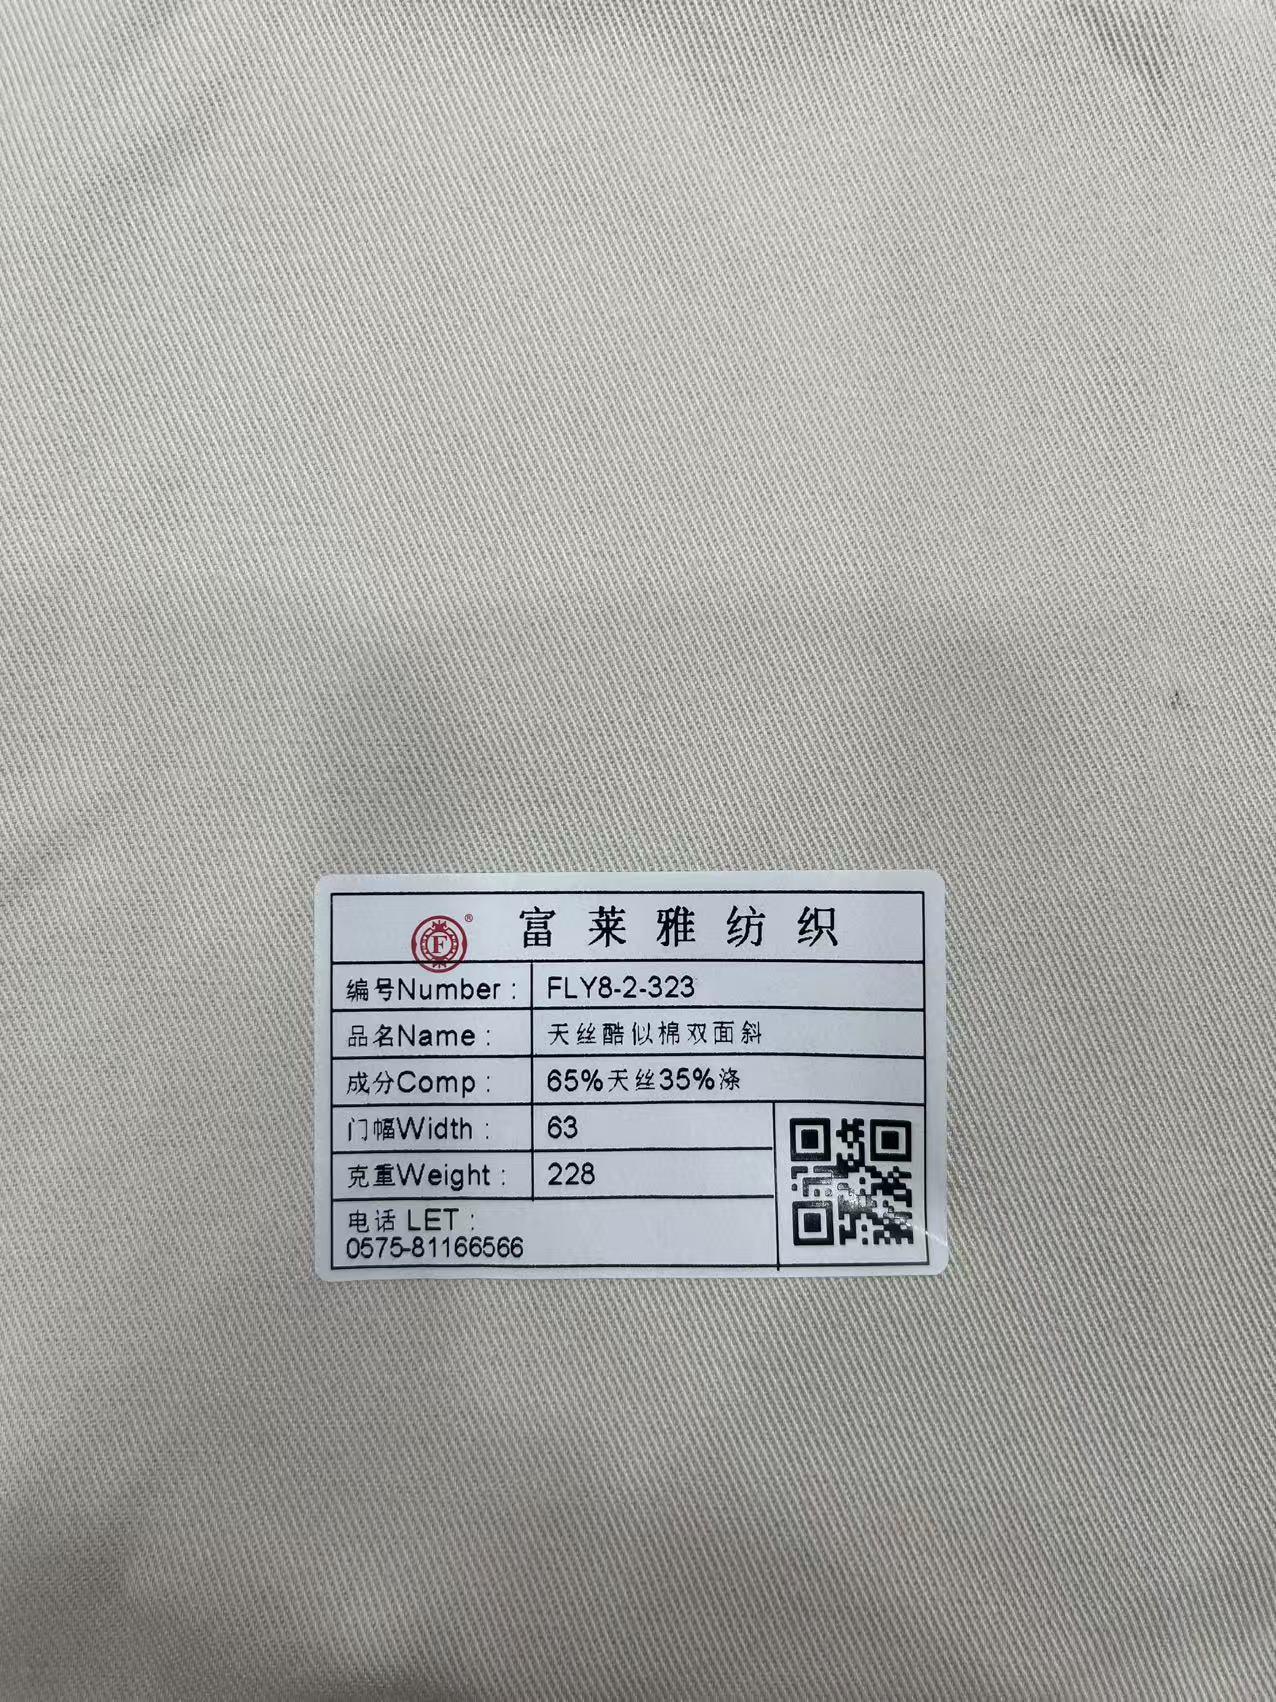 F ®
富莱雅纺织
编号Number : FLY8-2-323
品名Name : 天丝酷似棉双面斜
成分Comp : 65%天丝35%涤
门幅Width : 63
克重Weight : 228
电话 LET :
0575-81166566